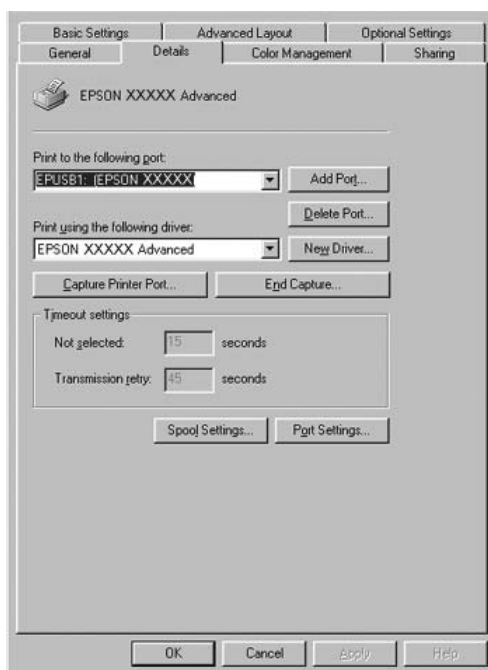 Basic Settings Advanced Layout Optional Settings
General Details Color Management Sharing
EPSON XXXXX Advanced
Print to the following port:
EPUSB1: (EPSON XXXXX Add Port...
Delete Port...
Print using the following driver:
EPSON XXXXX Advanced New Driver...
Capture Printer Port... End Capture...
Timeout settings
Not selected: 15 seconds
Transmission retry: 45 seconds
Spool Settings... Port Settings...
OK Cancel Apply Help